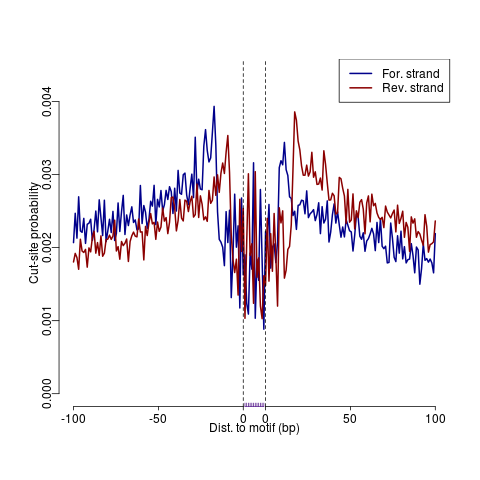 For. strand
Rev. strand
Cut-site probability
0.004
0.003
0.002
0.001
0.000
-100 -50 0 0 50 100
Dist. to motif (bp)